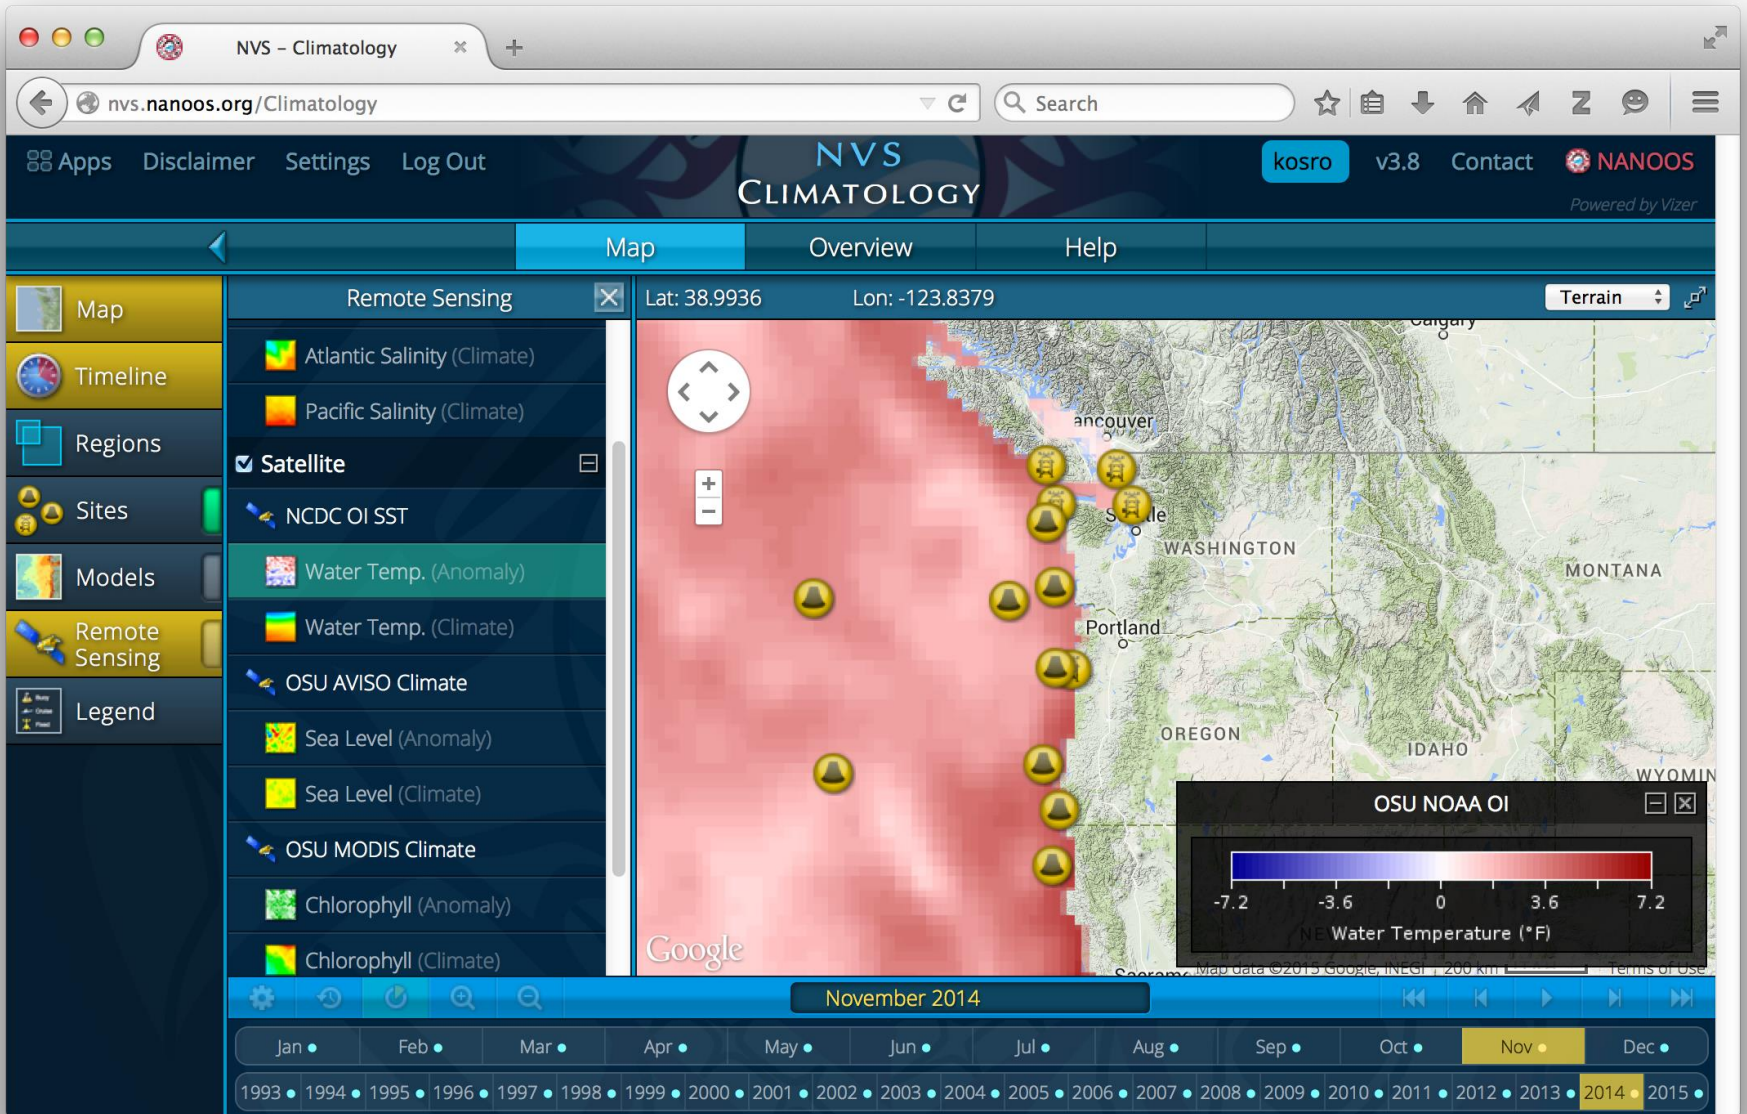 NVS – Climatology
nvs.nanoos.org/Climatology
Search
Apps Disclaimer Settings Log Out
NVS
CLIMATOLOGY
kosro v3.8 Contact NANOOS
Powered by Vizer
Map Overview Help
Map
Timeline
Regions
Sites
Models
Remote
Sensing
Legend
Remote Sensing
Atlantic Salinity (Climate)
Pacific Salinity (Climate)
Satellite
NCDC OI SST
Water Temp. (Anomaly)
Water Temp. (Climate)
OSU AVISO Climate
Sea Level (Anomaly)
Sea Level (Climate)
OSU MODIS Climate
Chlorophyll (Anomaly)
Chlorophyll (Climate)
Lat: 38.9936 Lon: -123.8379
Terrain
Calgary
ancouver
WASHINGTON
MONTANA
Portland
OREGON
IDAHO
WYOMIN
OSU NOAA OI
-7.2 -3.6 0 3.6 7.2
Water Temperature (°F)
Google
Map data ©2015 Google, INEGI 200 km Terms of Use
November 2014
Jan Feb Mar Apr May Jun Jul Aug Sep Oct Nov Dec
1993 1994 1995 1996 1997 1998 1999 2000 2001 2002 2003 2004 2005 2006 2007 2008 2009 2010 2011 2012 2013 2014 2015